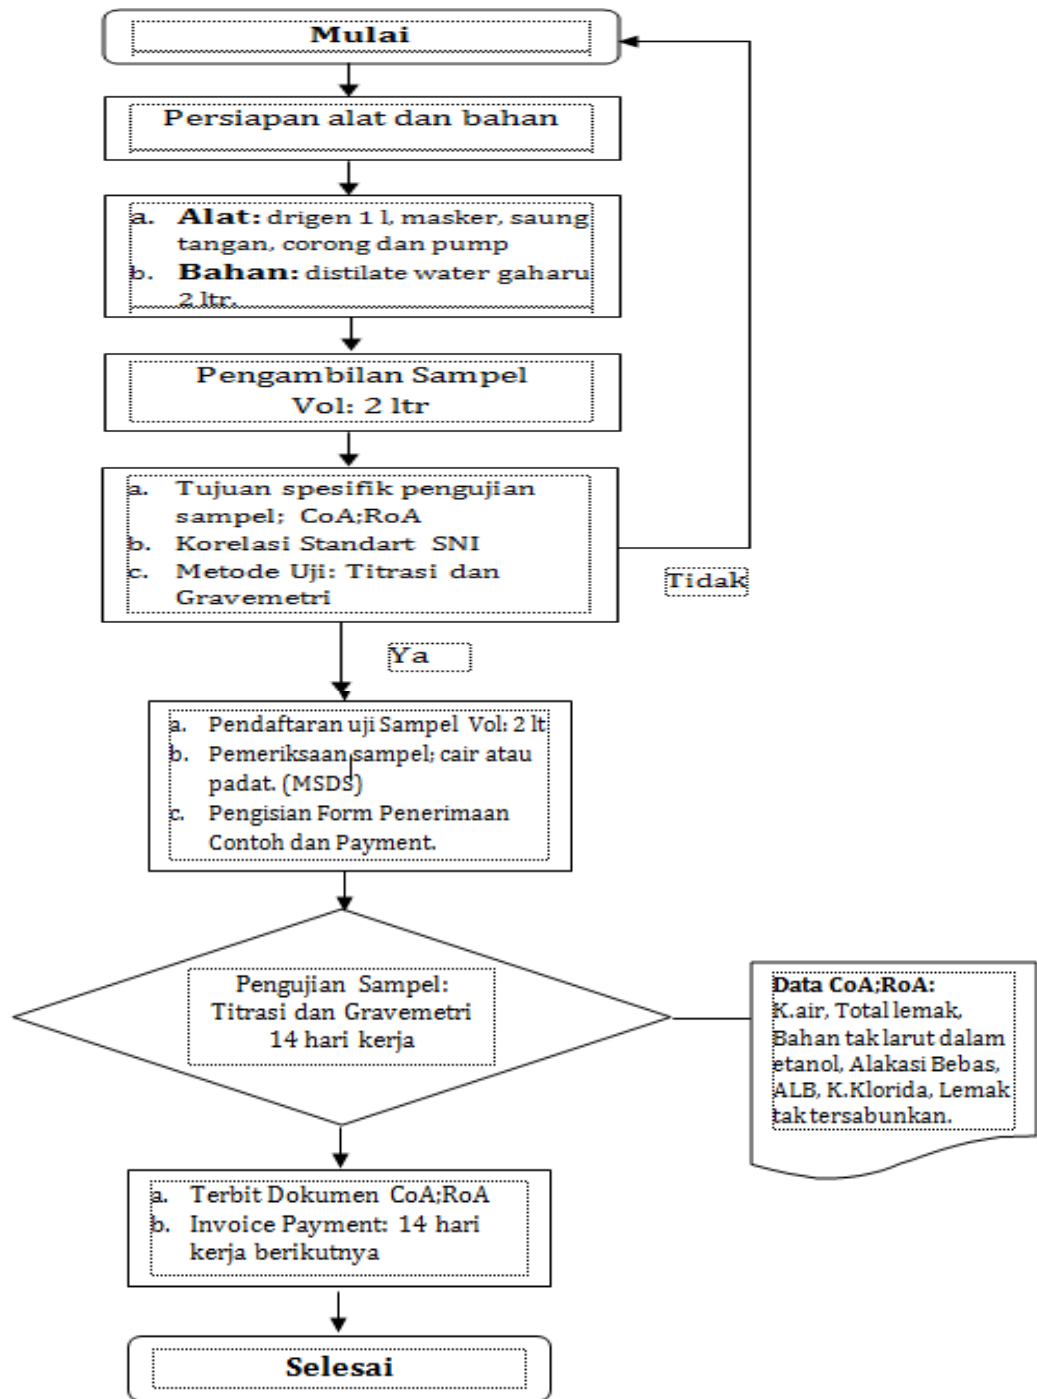 Mulai
Persiapan alat dan bahan
a. Alat: drigen 1 l, masker, saung
tangan, corong dan pump
b. Bahan: distilate water gaharu
2 ltr.
Pengambilan Sampel
Vol: 2 ltr
a. Tujuan spesifik pengujian
sampel; CoA;RoA
b. Korelasi Standart SNI
c. Metode Uji: Titrasi dan
Gravemetri
Tidak
Ya
a. Pendaftaran uji Sampel Vol: 2 lt
b. Pemeriksaan sampel; cair atau
padat. (MSDS)
c. Pengisian Form Penerimaan
Contoh dan Payment.
Pengujian Sampel:
Titrasi dan Gravemetri
14 hari kerja
Data CoA;RoA:
K.air, Total lemak,
Bahan tak larut dalam
etanol, Alakasi Bebas,
ALB, K.Klorida, Lemak
tak tersabunkan.
a. Terbit Dokumen CoA;RoA
b. Invoice Payment: 14 hari
kerja berikutnya
Selesai